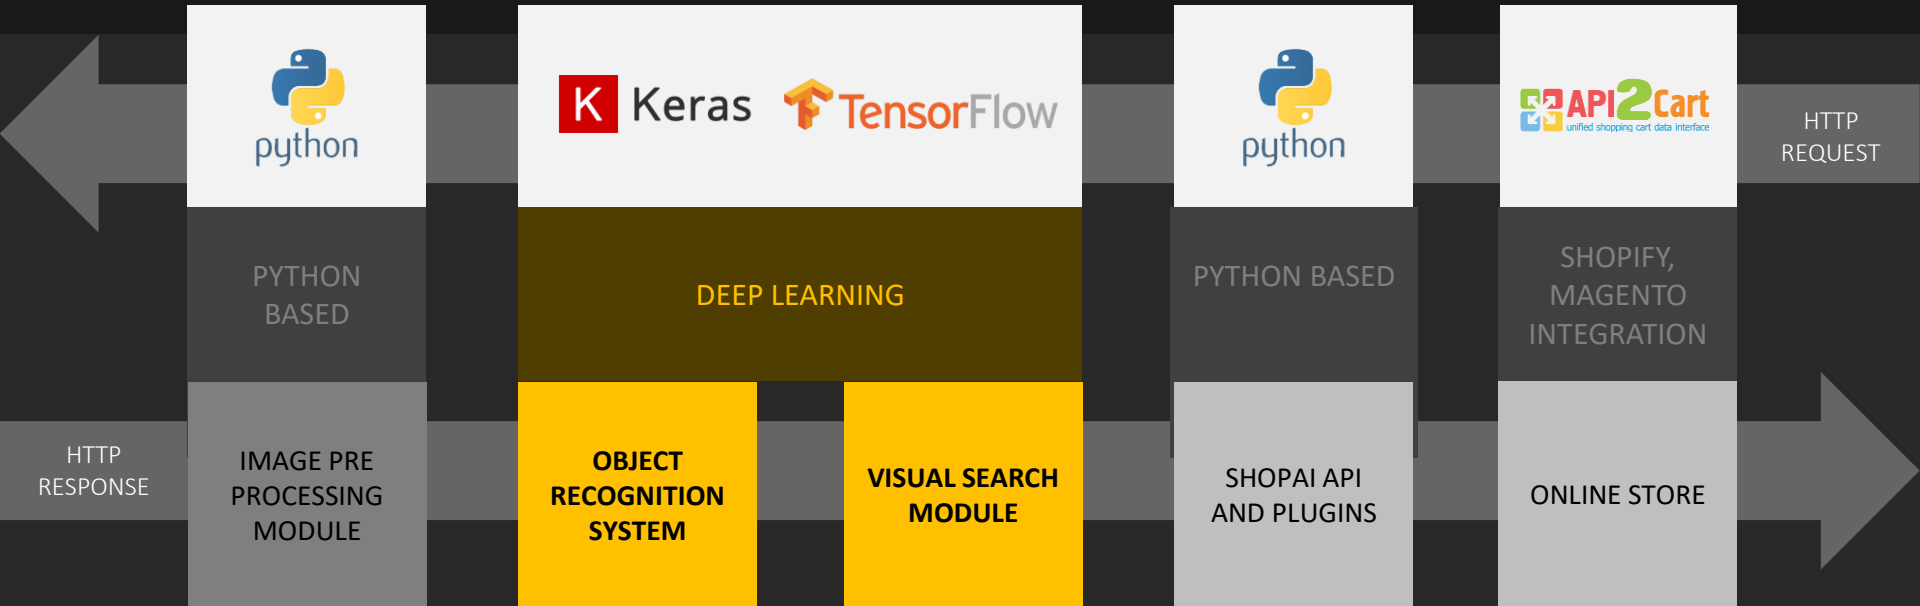 python
K Keras
TensorFlow
python
API2Cart
unified shopping cart data interface
HTTP
REQUEST
PYTHON
BASED
DEEP LEARNING
PYTHON BASED
SHOPIFY,
MAGENTO
INTEGRATION
HTTP
RESPONSE
IMAGE PRE
PROCESSING
MODULE
OBJECT
RECOGNITION
SYSTEM
VISUAL SEARCH
MODULE
SHOPAI API
AND PLUGINS
ONLINE STORE